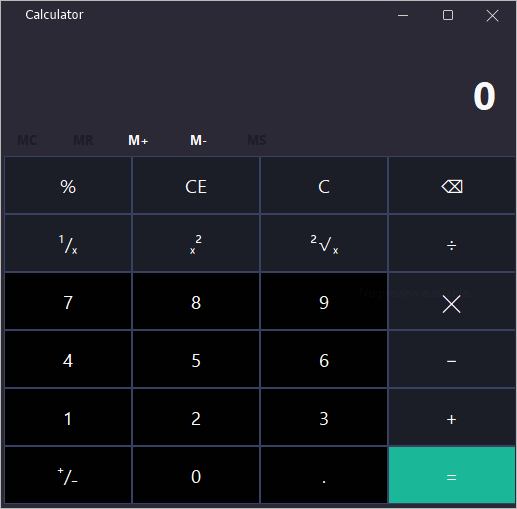 Calculator
0
MC MR M+ M- MS
% CE C ⌫
¹/ₓ x² ²√x ÷
7 8 9 ×
4 5 6 −
1 2 3 +
⁺/₋ 0 . =